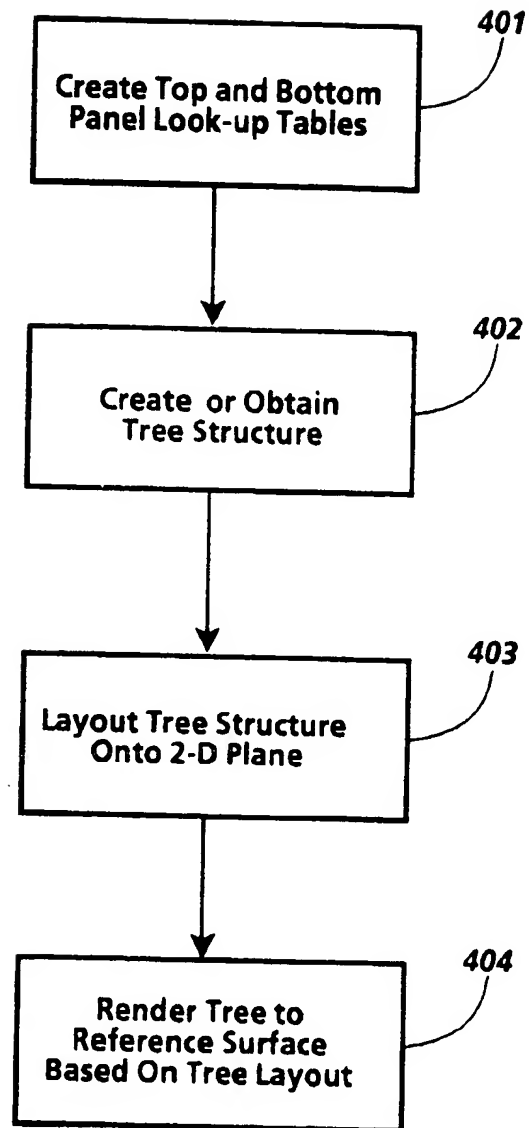 401
Create Top and Bottom
Panel Look-up Tables
402
Create or Obtain
Tree Structure
403
Layout Tree Structure
Onto 2-D Plane
404
Render Tree to
Reference Surface
Based On Tree Layout